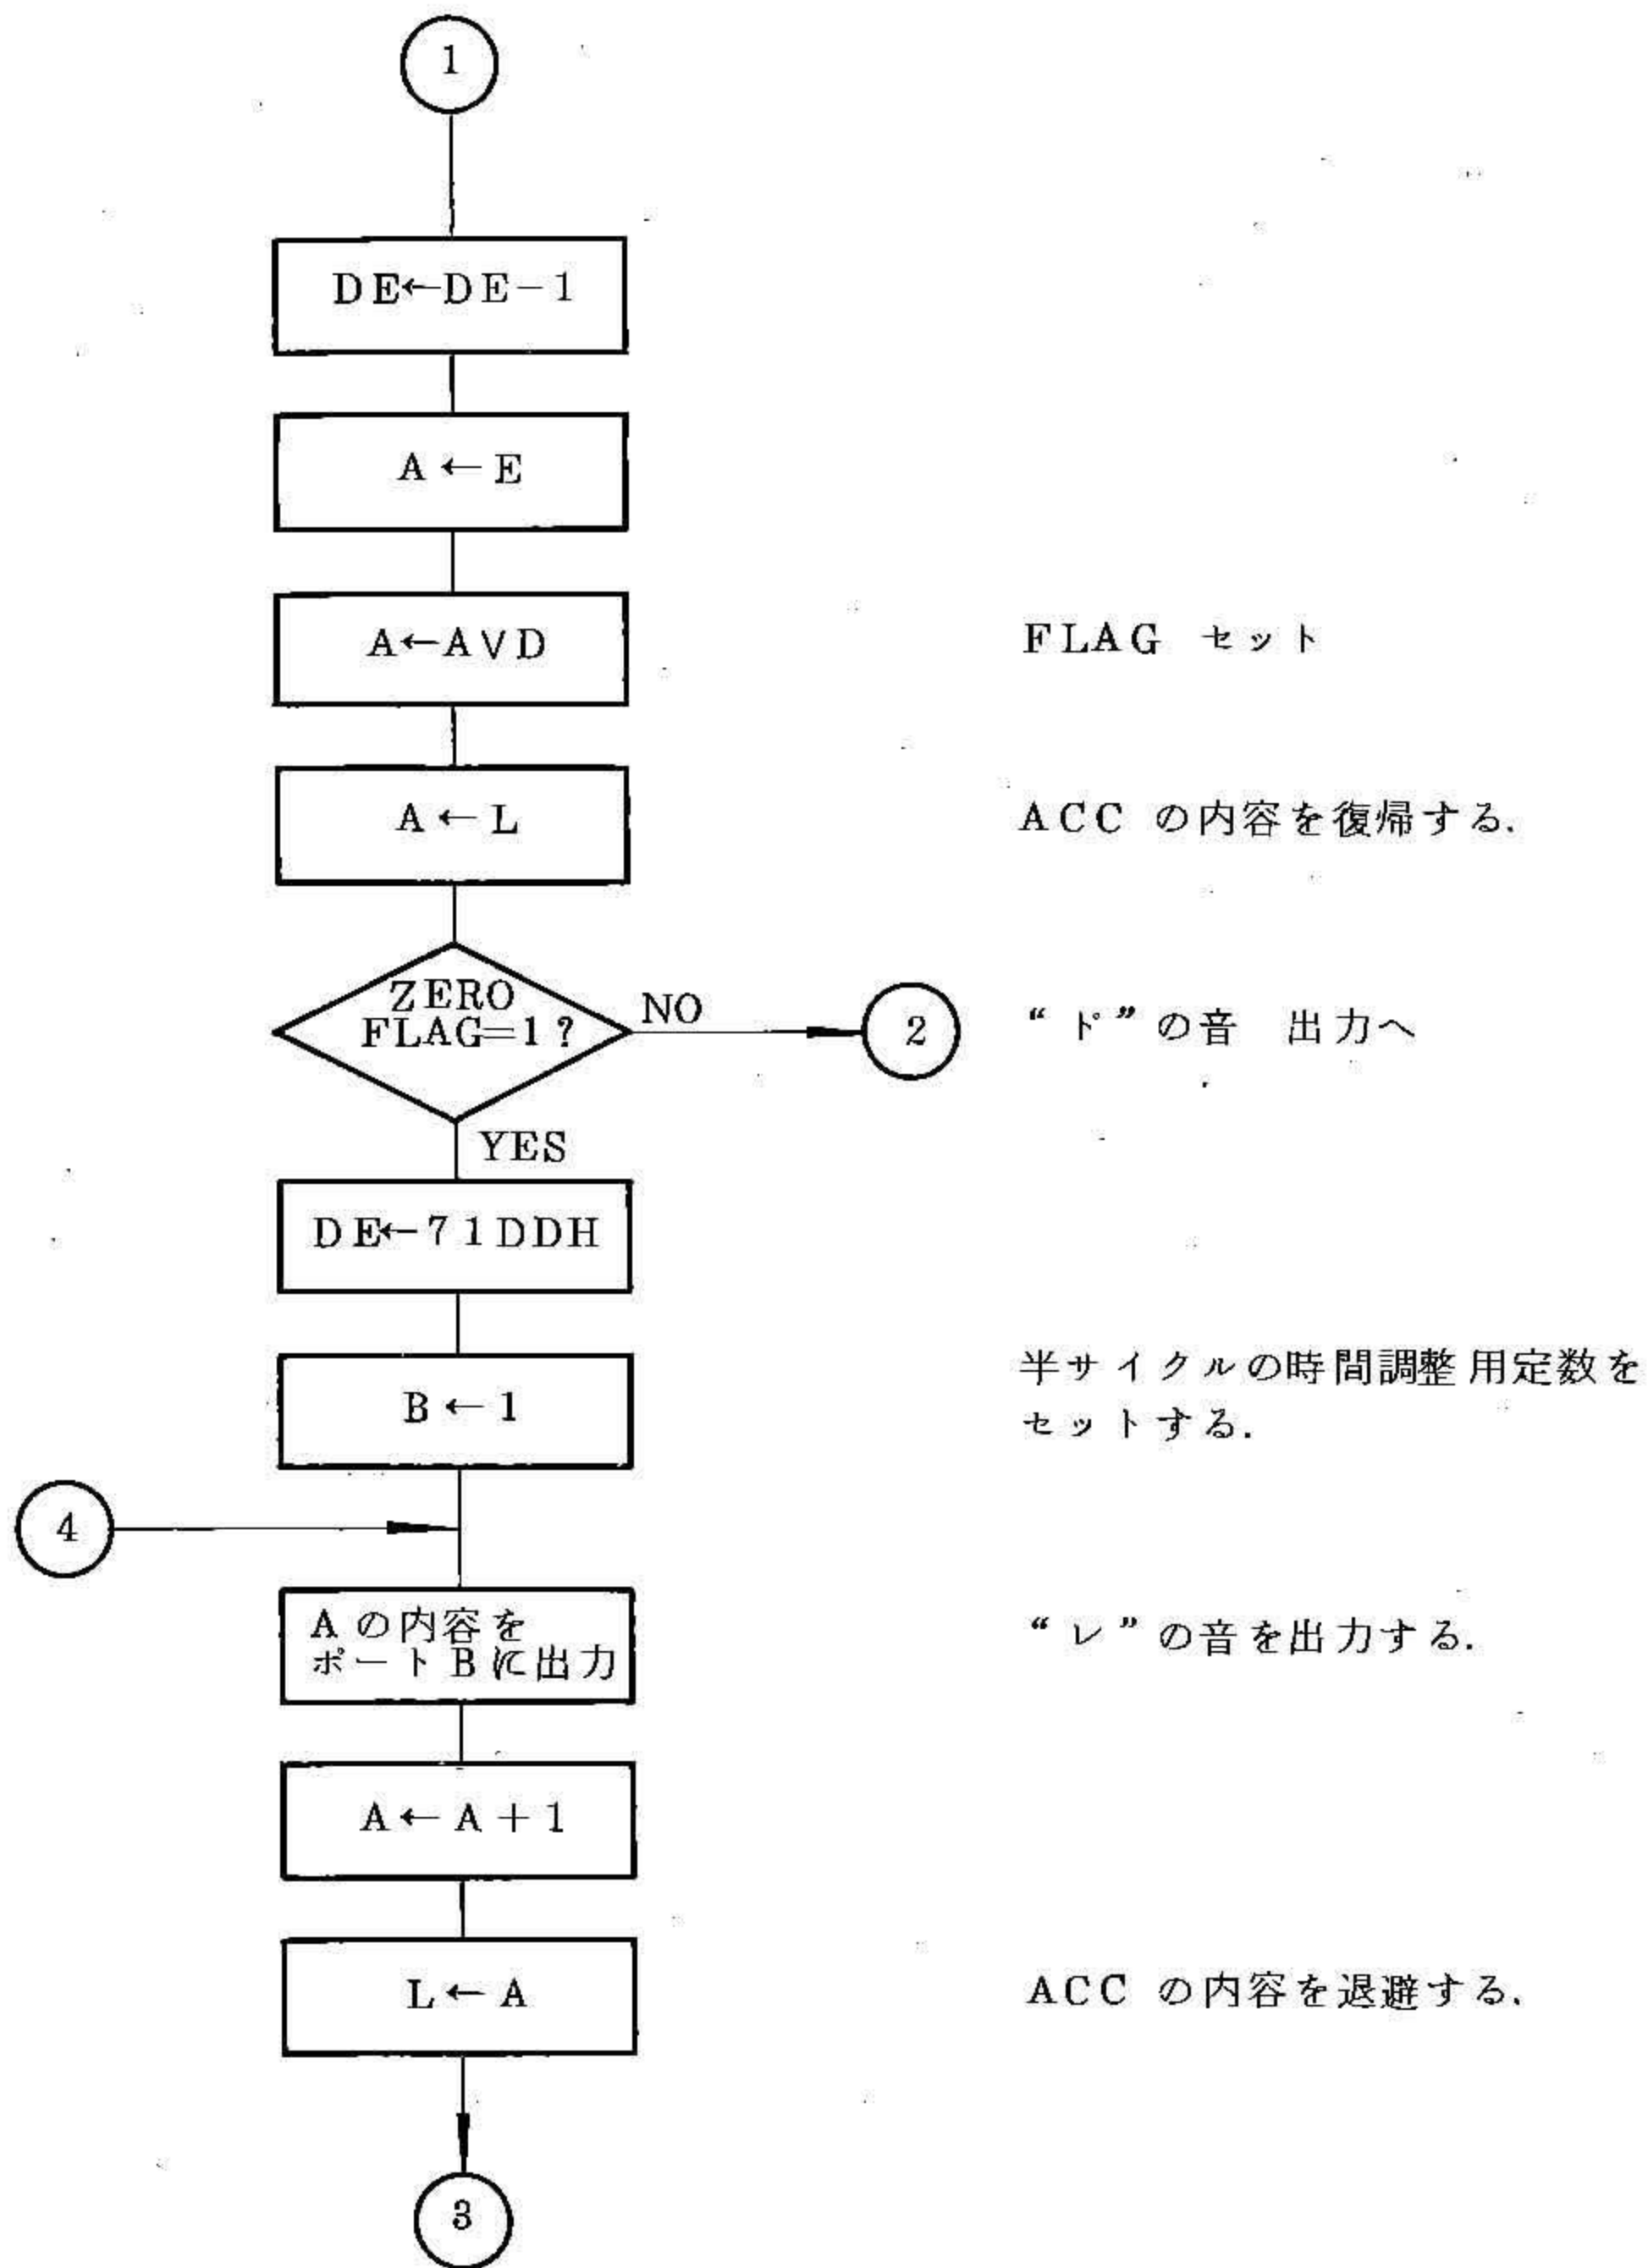 1
DE←DE-1
A←E
A←A∨D
FLAG セット
A←L
ACC の内容を復帰する.
ZERO
FLAG=1?
NO
2
“ド”の音 出力へ
YES
DE←71DDH
B←1
半サイクルの時間調整用定数を
セットする.
4
Aの内容を
ポートBに出力
“レ”の音を出力する.
A←A+1
L←A
ACC の内容を退避する.
3